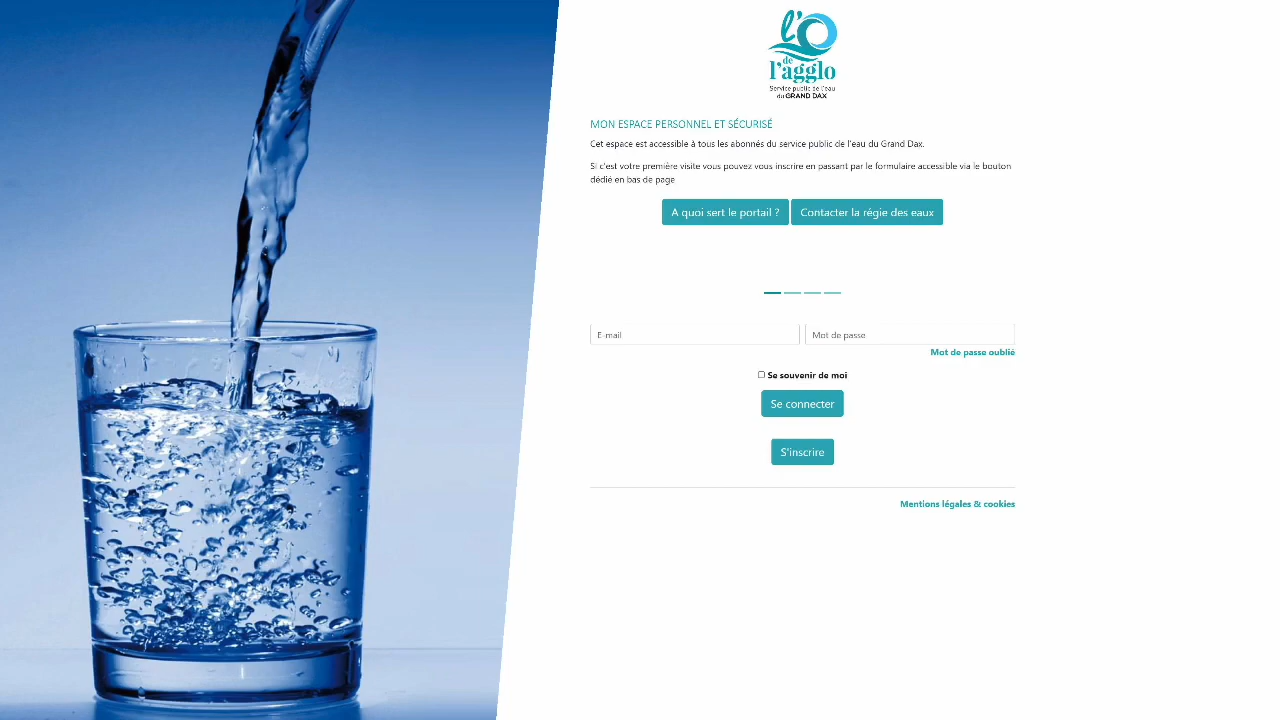 l'O
de
l'agglo
Service public de l'eau
du GRAND DAX
MON ESPACE PERSONNEL ET SÉCURISÉ
Cet espace est accessible à tous les abonnés du service public de l'eau du Grand Dax.
Si c'est votre première visite vous pouvez vous inscrire en passant par le formulaire accessible via le bouton
dédié en bas de page
A quoi sert le portail ? Contacter la régie des eaux
E-mail Mot de passe
Mot de passe oublié
Se souvenir de moi
Se connecter
S'inscrire
Mentions légales & cookies